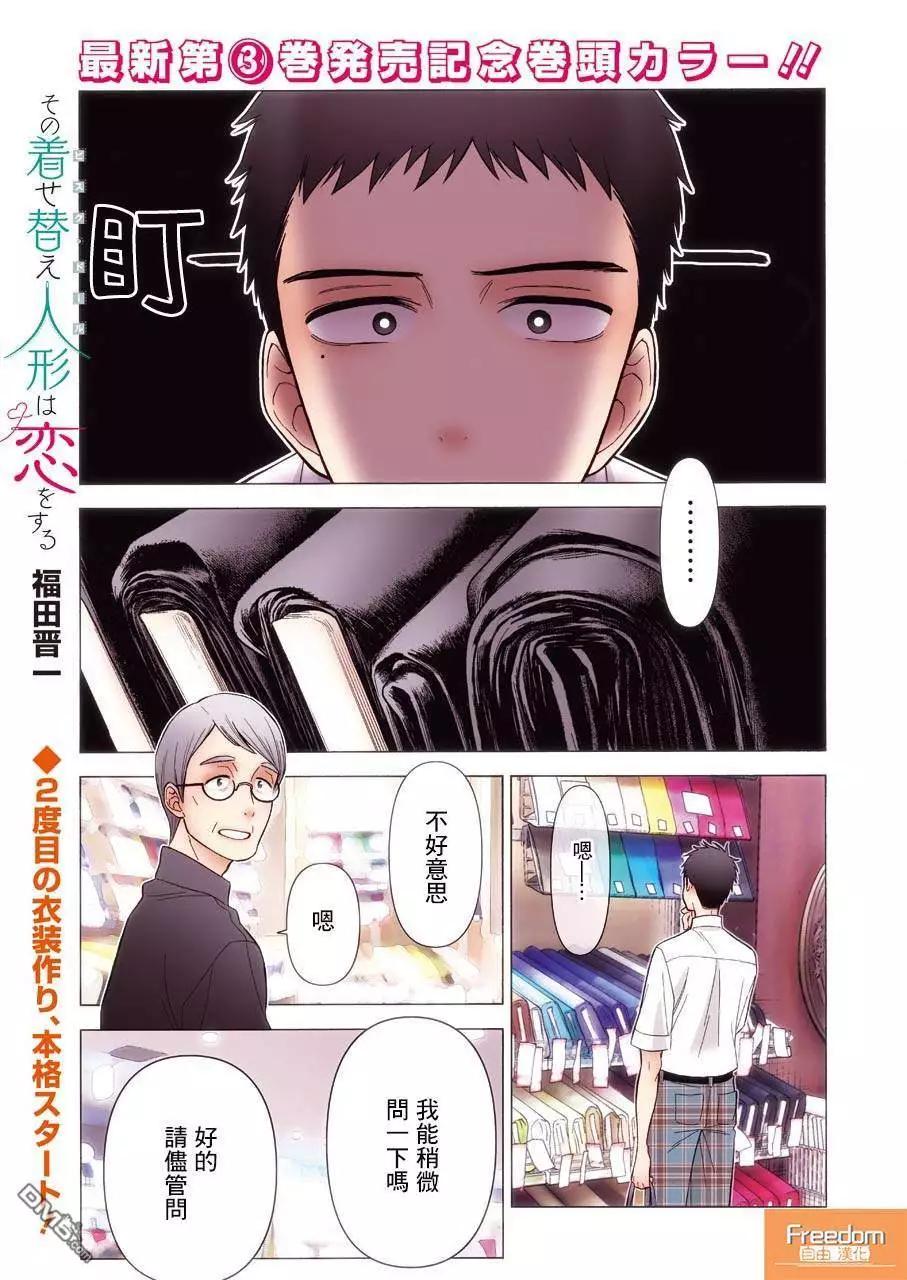 最新第③巻発売記念巻頭カラー!!
その着せ替え人形は恋をする
ビスク・ドール
福田晋一
◆2度目の衣装作り、本格スタート!
盯
………
嗯——…
不好意思
嗯
我能稍微
問一下嗎
好的
請儘管問
DM5.com
Freedom
自由 漢化